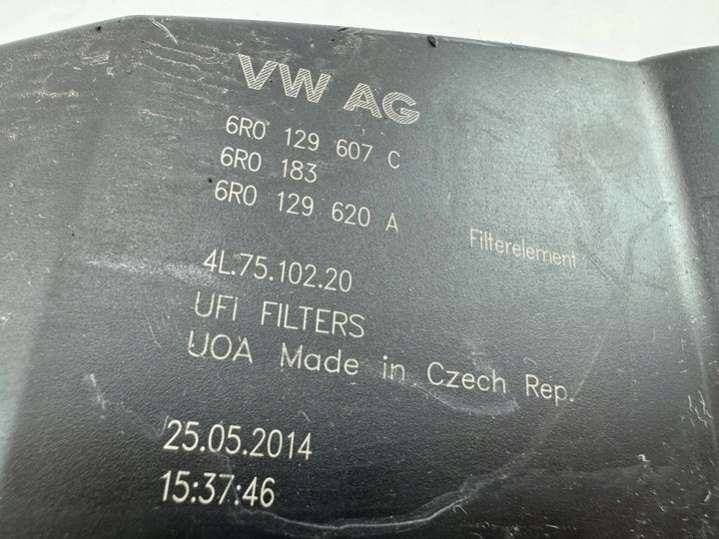 VW AG
6R0 129 607 C
6R0 183
6R0 129 620 A Filterelement
4L.75.102.20
UFI FILTERS
UOA Made in Czech Rep.
25.05.2014
15:37:46